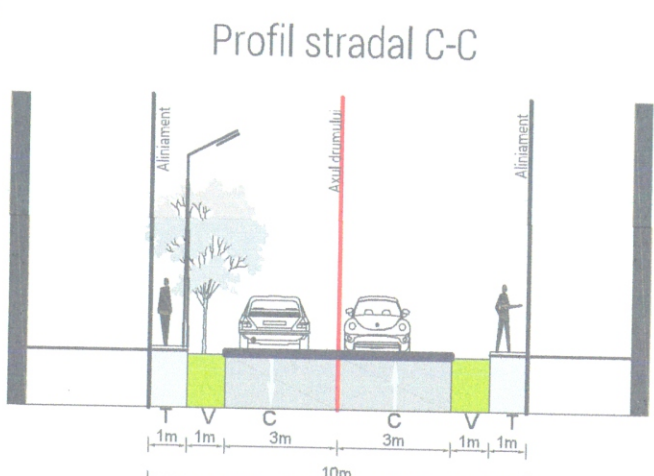 Profil stradal C-C
Aliniament
Axul drumului
Aliniament
T V C C V T
1m 1m 3m 3m 1m 1m
10m